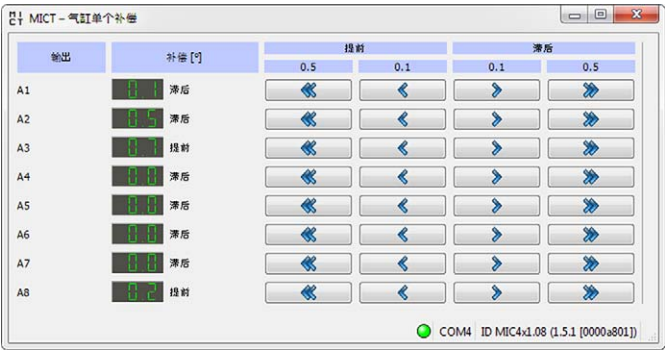 MICT MICT – 气缸单个补偿
输出 补偿 [°] 提前 滞后
0.5 0.1 0.1 0.5
A1 0.1 滞后
A2 0.5 滞后
A3 0.7 提前
A4 0.0 滞后
A5 0.0 滞后
A6 0.0 滞后
A7 0.0 滞后
A8 0.2 提前
COM4 ID MIC4x1.08 (1.5.1 [0000a801])